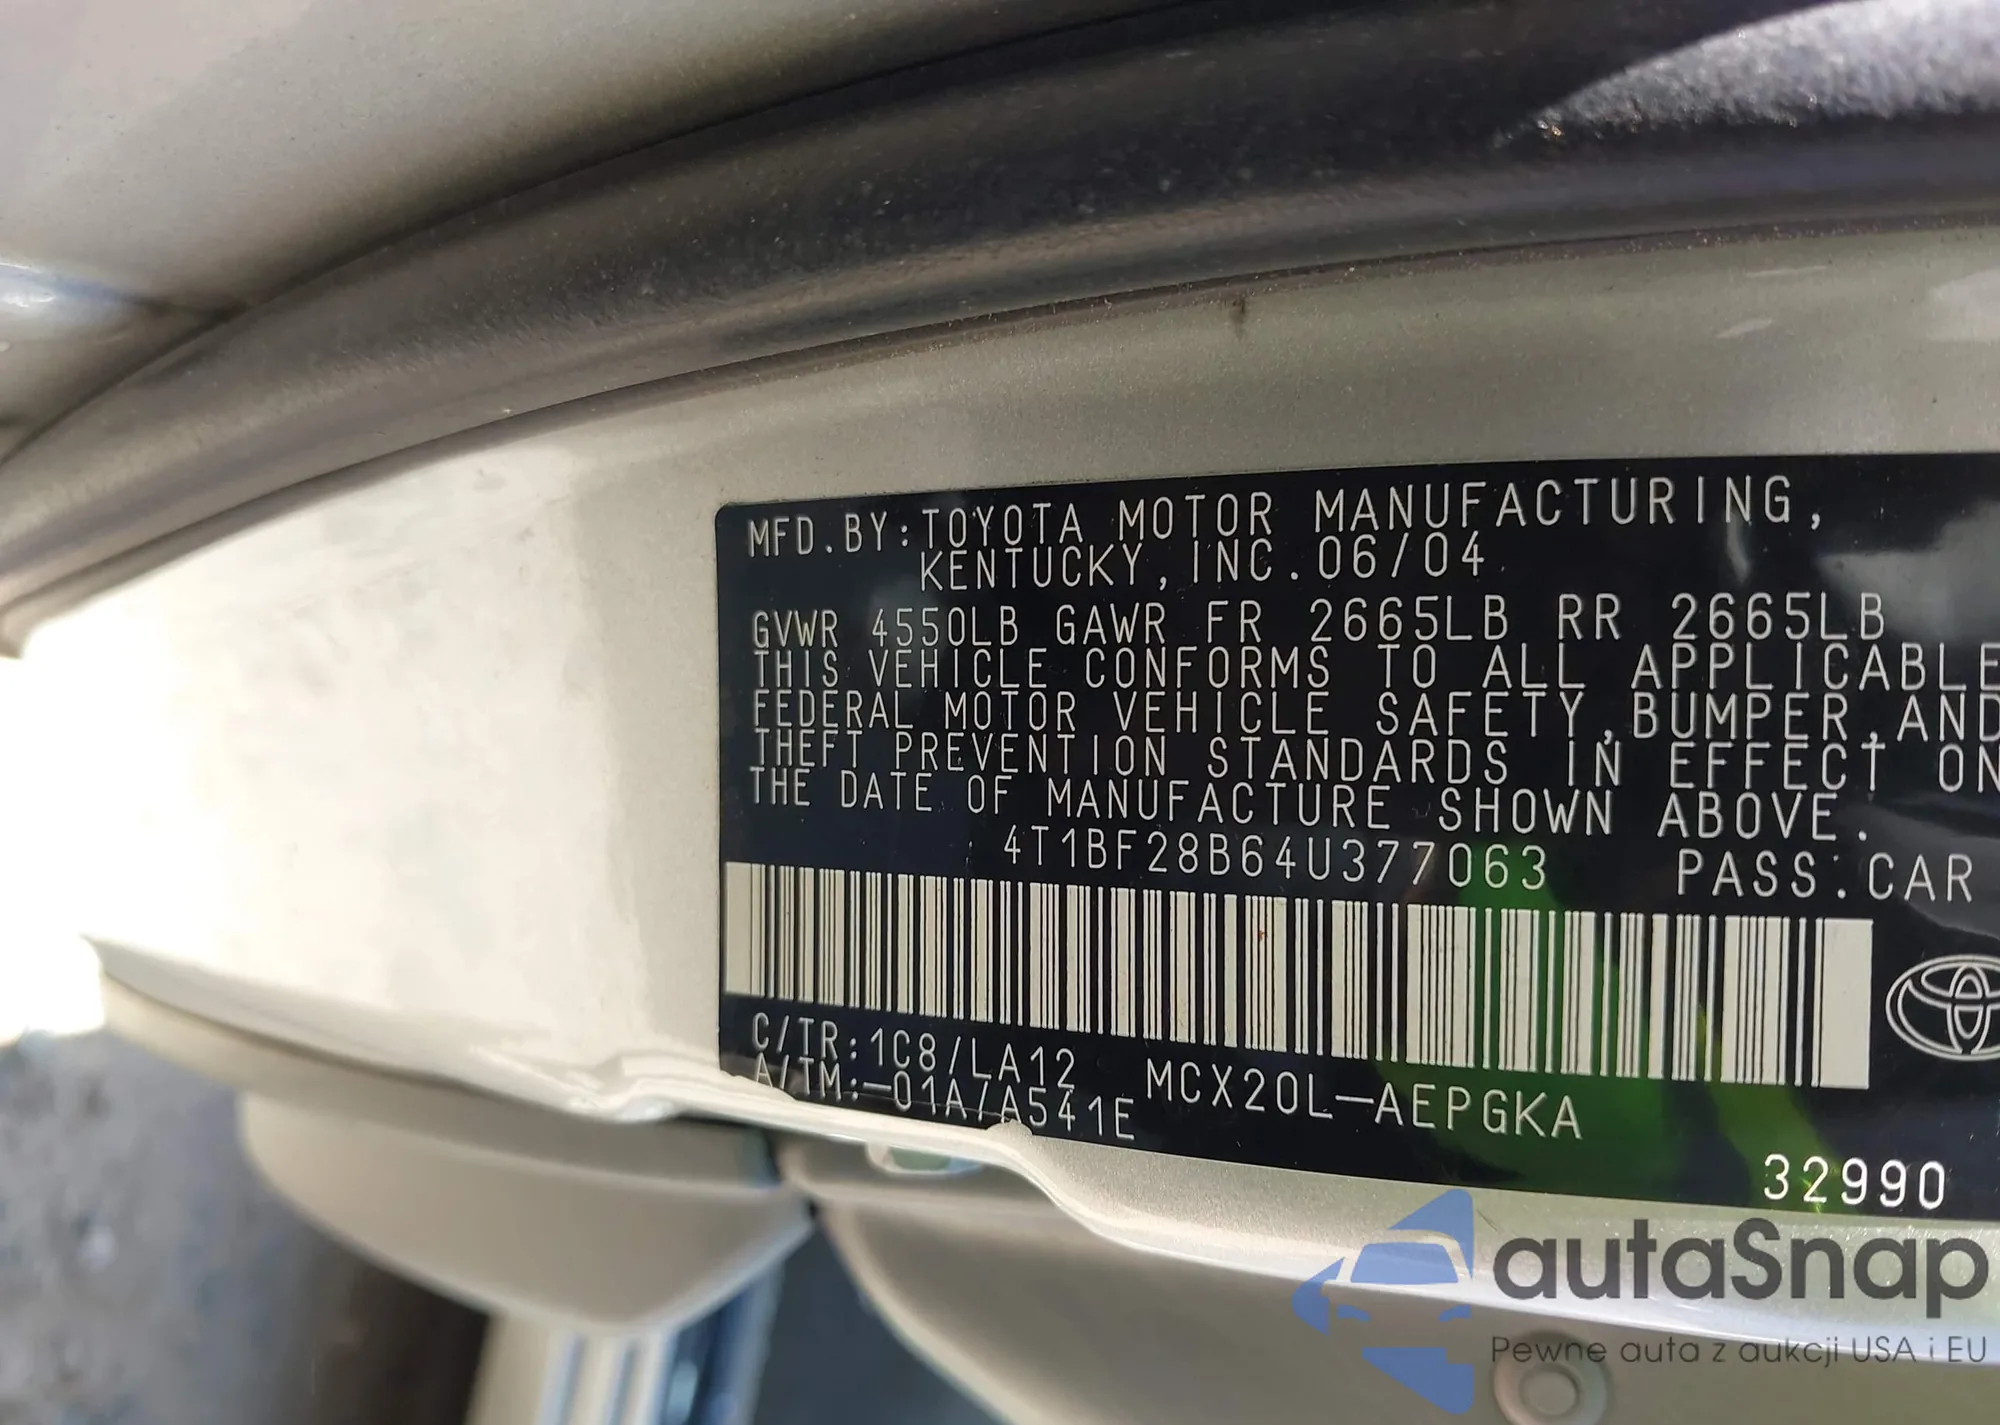 MFD.BY:TOYOTA MOTOR MANUFACTURING,
KENTUCKY,INC.06/04
GVWR 4550LB GAWR FR 2665LB RR 2665LB
THIS VEHICLE CONFORMS TO ALL APPLICABLE
FEDERAL MOTOR VEHICLE SAFETY,BUMPER,AND
THEFT PREVENTION STANDARDS IN EFFECT ON
THE DATE OF MANUFACTURE SHOWN ABOVE.
4T1BF28B64U377063 PASS.CAR
C/TR:1C8/LA12 MCX20L-AEPGKA
A/TM:-01A/A541E
32990
autaSnap
Pewne auta z aukcji USA i EU